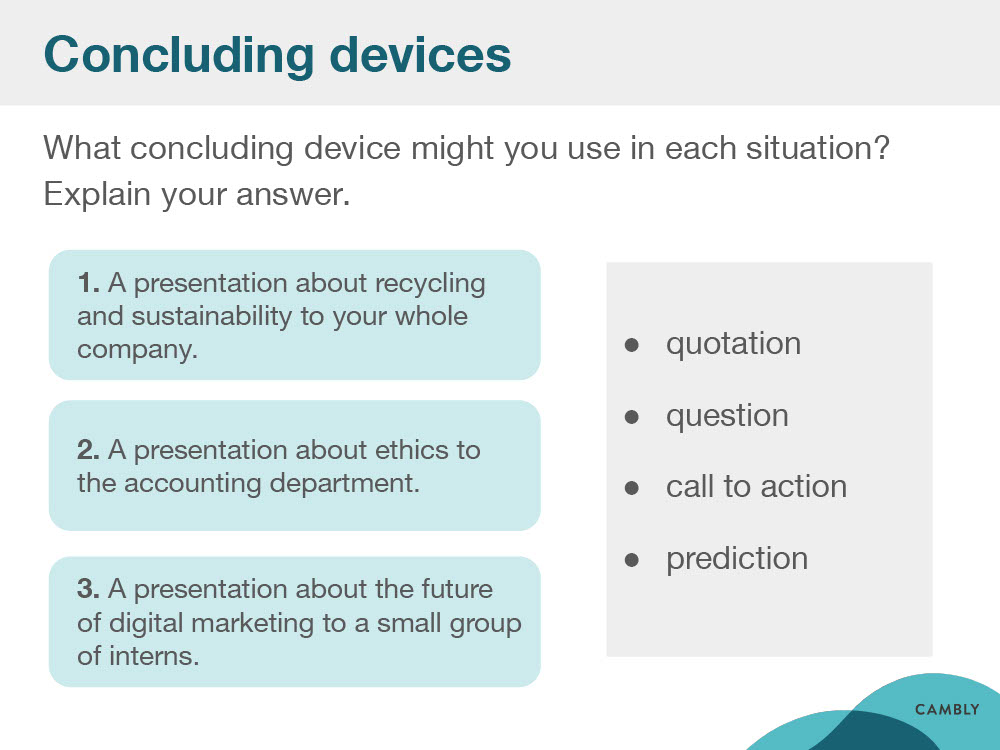 Concluding devices
What concluding device might you use in each situation?
Explain your answer.
1. A presentation about recycling
and sustainability to your whole
company.
2. A presentation about ethics to
the accounting department.
3. A presentation about the future
of digital marketing to a small group
of interns.
● quotation
● question
● call to action
● prediction
CAMBLY